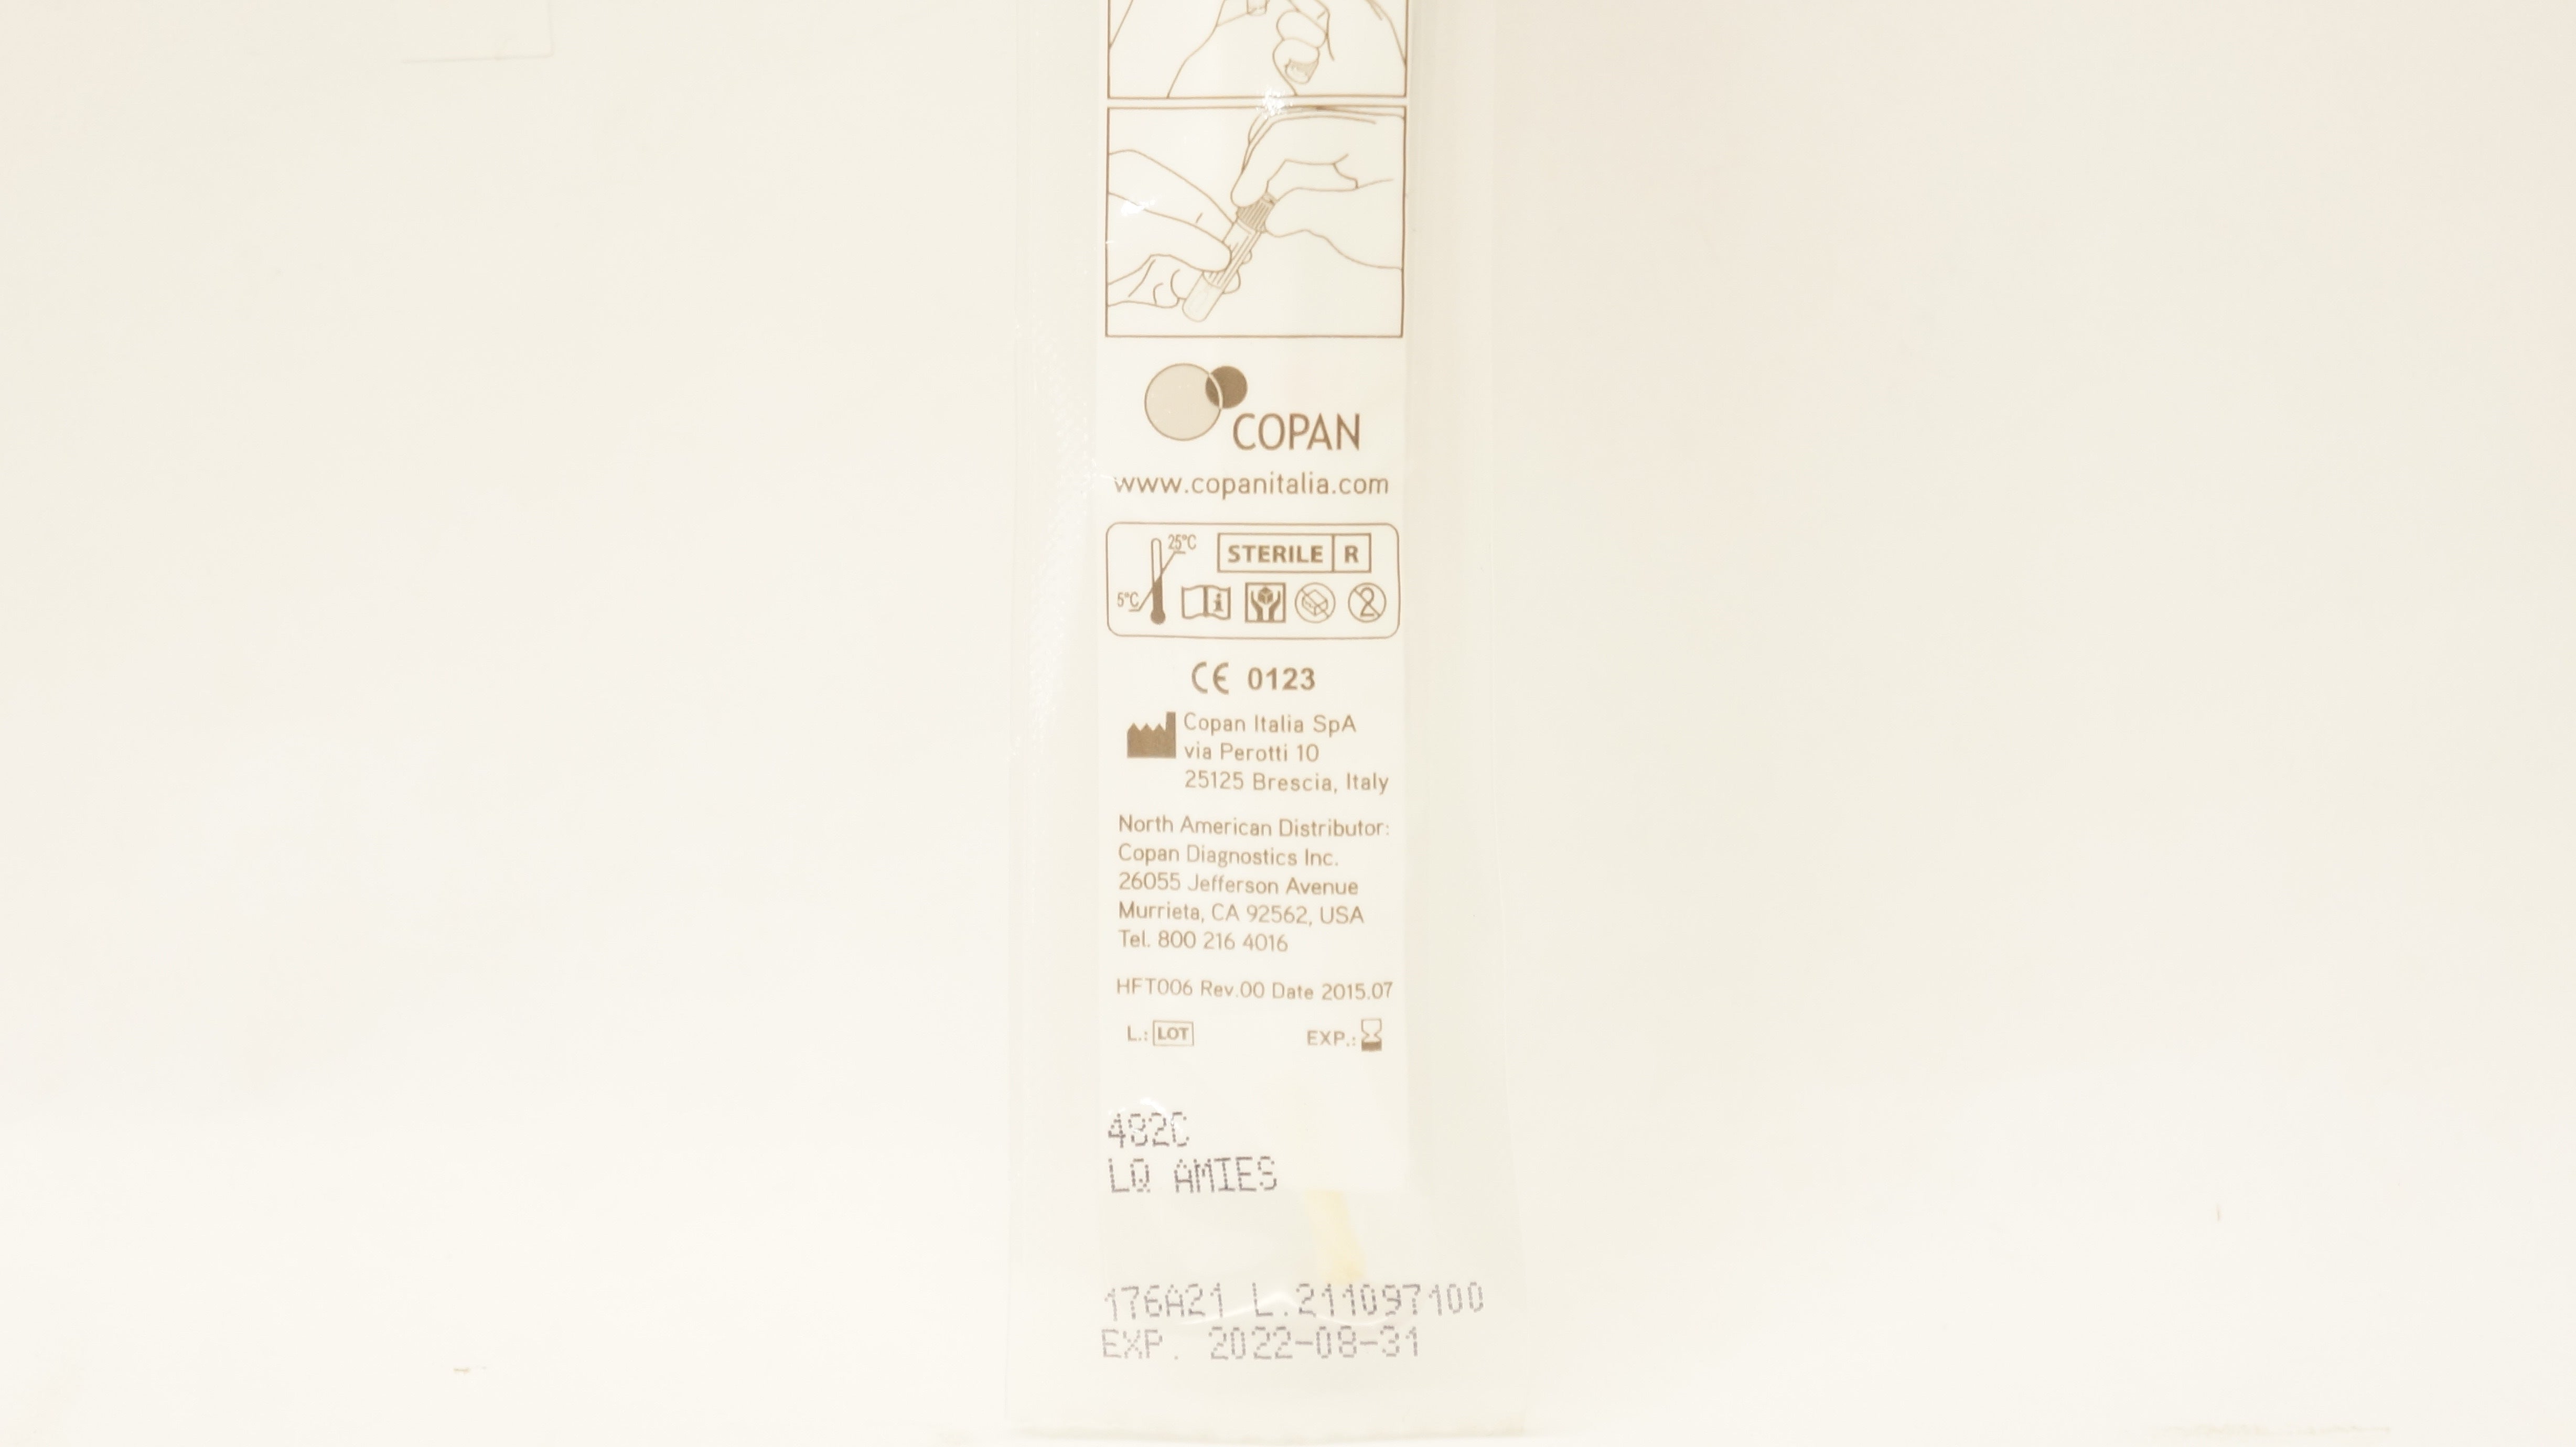 COPAN
www.copanitalia.com
25°C
STERILE R
5°C
2
CE 0123
Copan Italia SpA
via Perotti 10
25125 Brescia, Italy
North American Distributor:
Copan Diagnostics Inc.
26055 Jefferson Avenue
Murrieta, CA 92562, USA
Tel. 800 216 4016
HFT006 Rev.00 Date 2015.07
L.: LOT EXP.:
482C
LQ AMIES
176A21 L.211097100
EXP. 2022-08-31